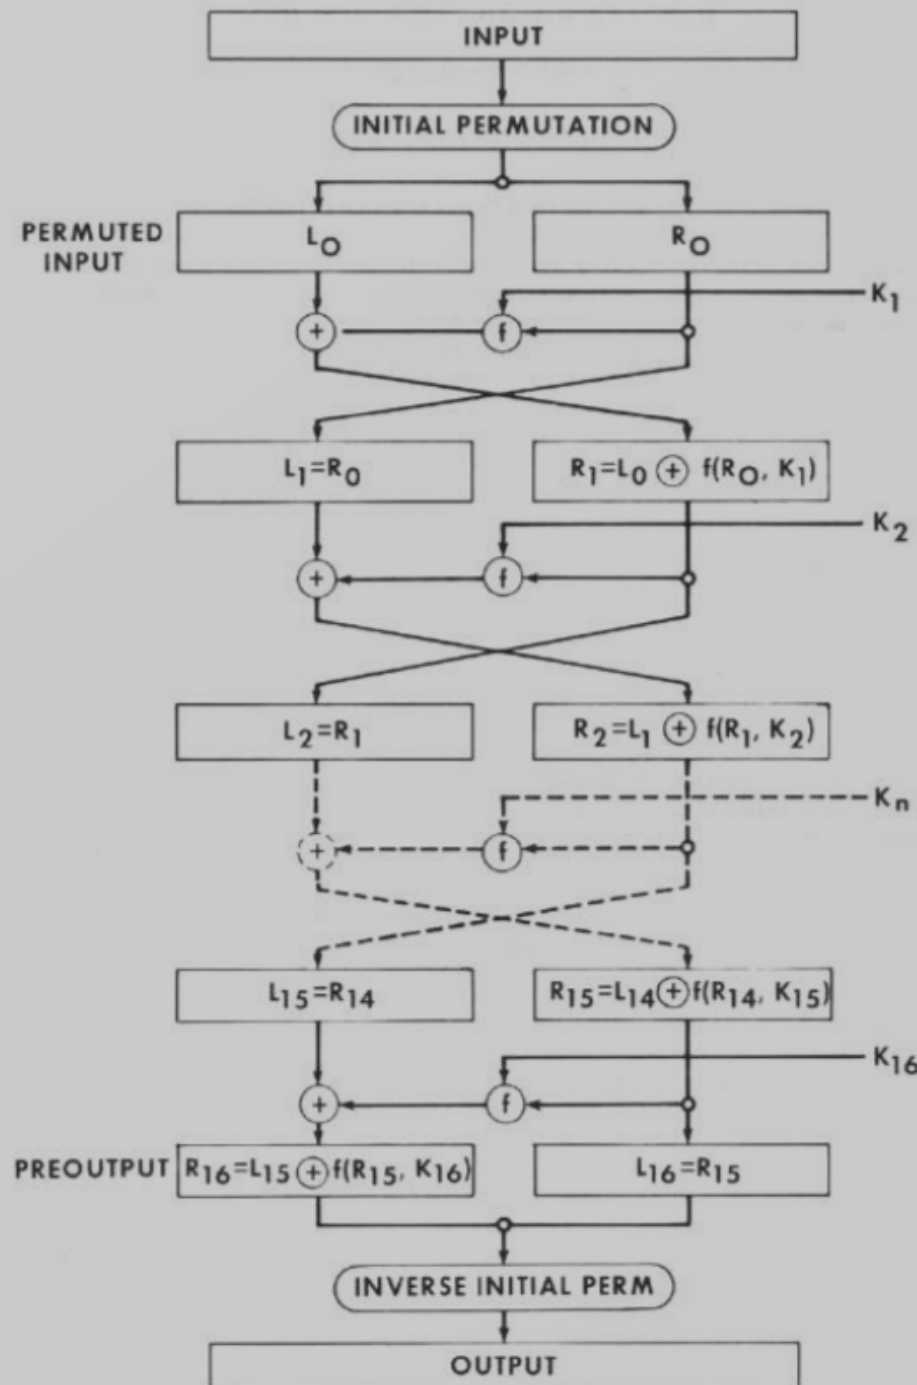 INPUT
INITIAL PERMUTATION
PERMUTED
INPUT
L₀
R₀
K₁
+
f
L₁=R₀
R₁=L₀ ⊕ f(R₀, K₁)
K₂
+
f
L₂=R₁
R₂=L₁ ⊕ f(R₁, K₂)
Kₙ
+
f
L₁₅=R₁₄
R₁₅=L₁₄⊕f(R₁₄, K₁₅)
K₁₆
+
f
PREOUTPUT
R₁₆=L₁₅⊕f(R₁₅, K₁₆)
L₁₆=R₁₅
INVERSE INITIAL PERM
OUTPUT